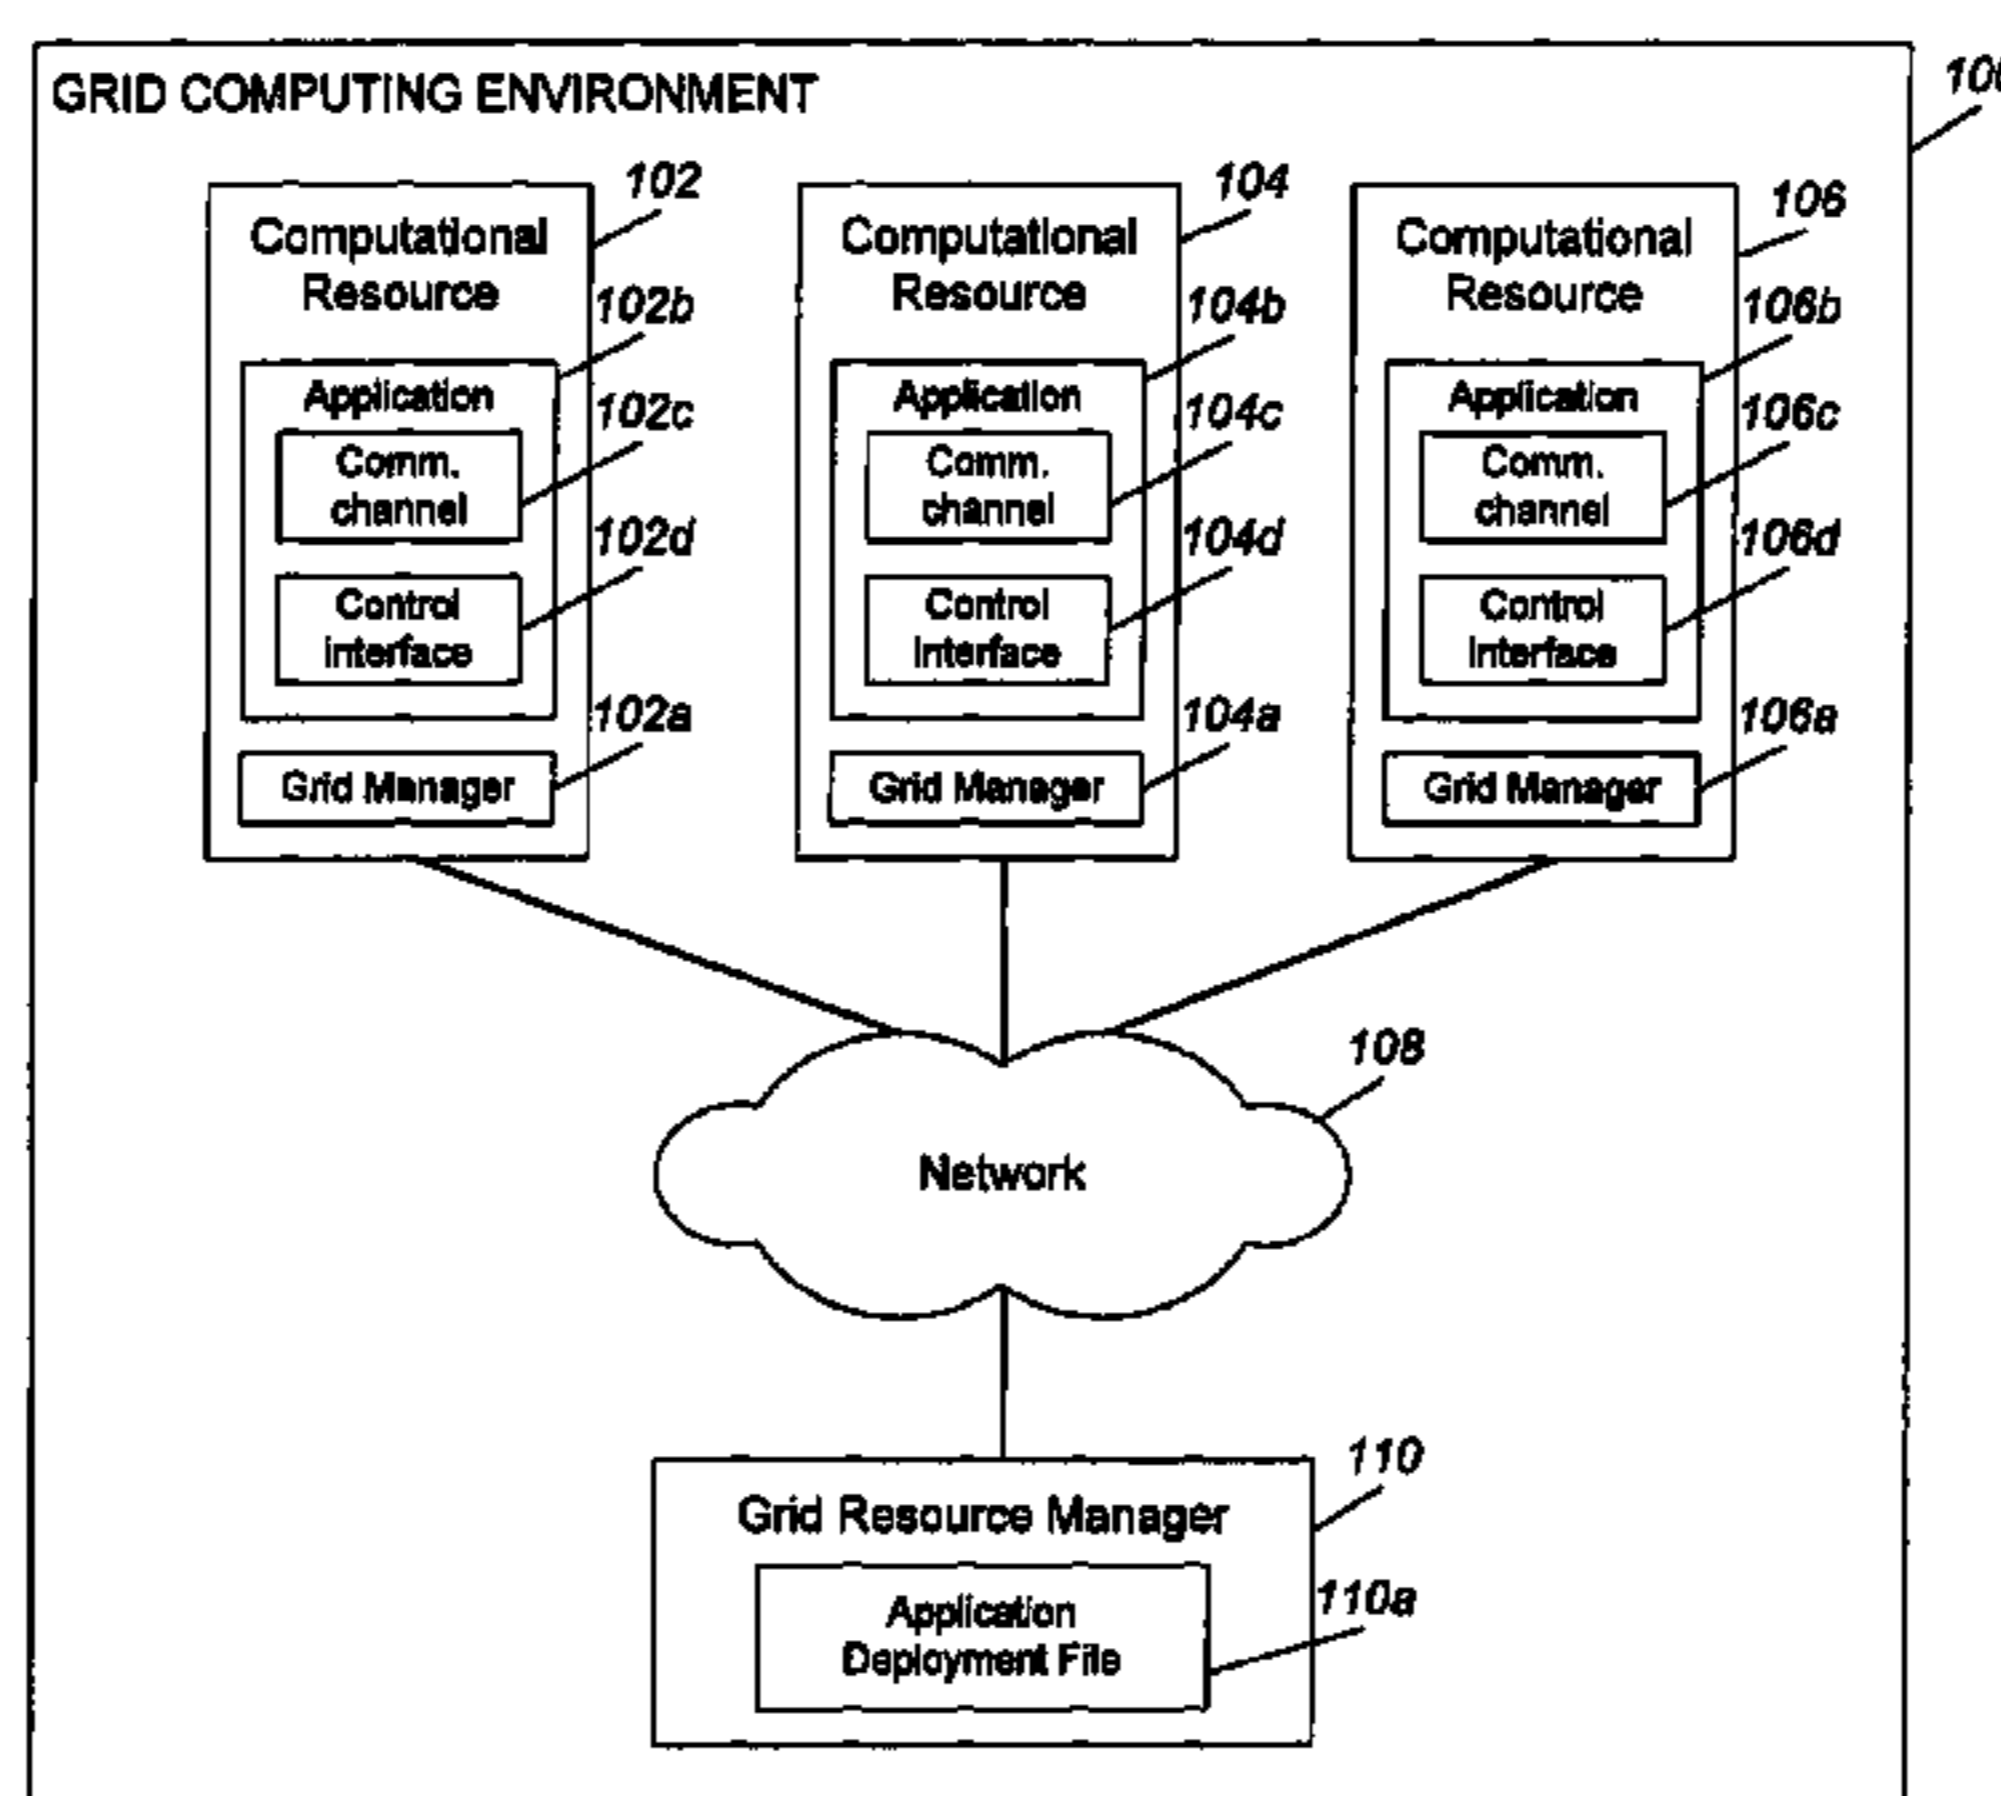 GRID COMPUTING ENVIRONMENT
102
Computational
Resource
102b
Application
102c
Comm.
channel
102d
Control
interface
102a
Grid Manager
104
Computational
Resource
104b
Application
104c
Comm.
channel
104d
Control
Interface
104a
Grid Manager
106
Computational
Resource
106b
Application
106c
Comm.
channel
106d
Control
Interface
106a
Grid Manager
108
Network
110
Grid Resource Manager
110a
Application
Deployment File